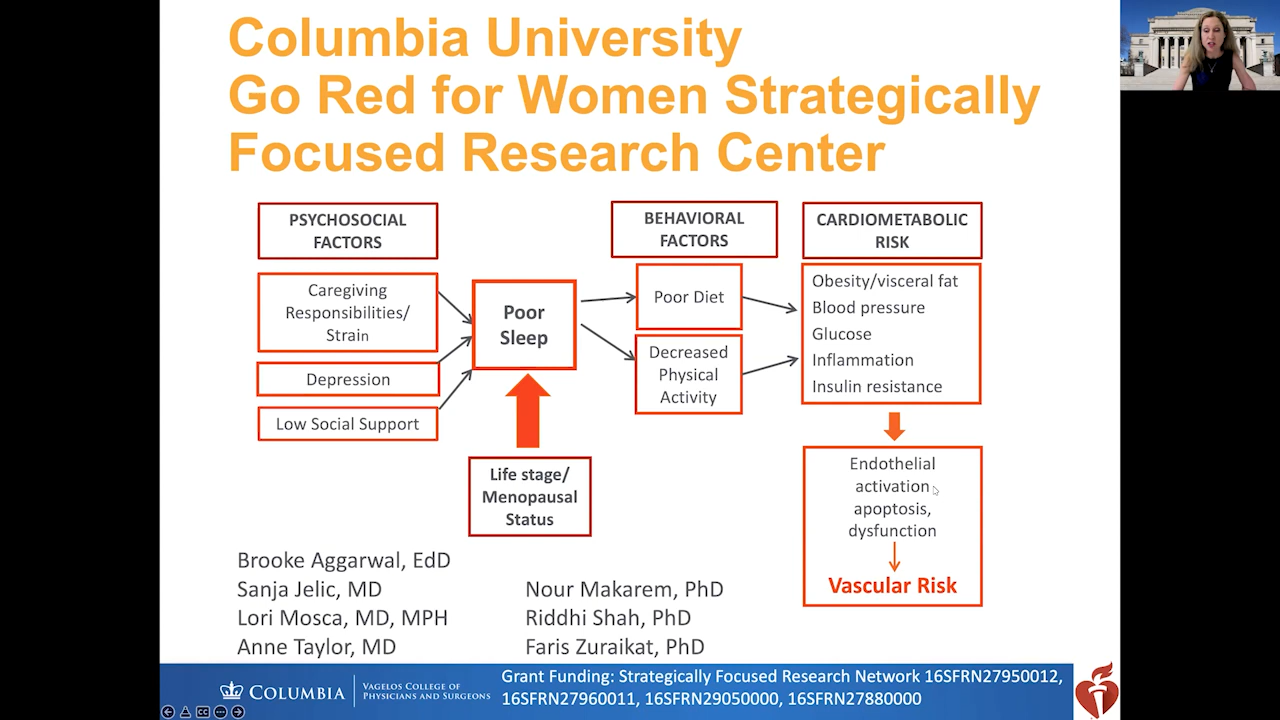 Columbia University
Go Red for Women Strategically
Focused Research Center
PSYCHOSOCIAL
FACTORS
Caregiving
Responsibilities/
Strain
Depression
Low Social Support
Poor
Sleep
Life stage/
Menopausal
Status
BEHAVIORAL
FACTORS
Poor Diet
Decreased
Physical
Activity
CARDIOMETABOLIC
RISK
Obesity/visceral fat
Blood pressure
Glucose
Inflammation
Insulin resistance
Endothelial
activation
apoptosis,
dysfunction
Vascular Risk
Brooke Aggarwal, EdD
Sanja Jelic, MD
Lori Mosca, MD, MPH
Anne Taylor, MD
Nour Makarem, PhD
Riddhi Shah, PhD
Faris Zuraikat, PhD
COLUMBIA
VAGELOS COLLEGE OF
PHYSICIANS AND SURGEONS
Grant Funding: Strategically Focused Research Network 16SFRN27950012,
16SFRN27960011, 16SFRN29050000, 16SFRN27880000